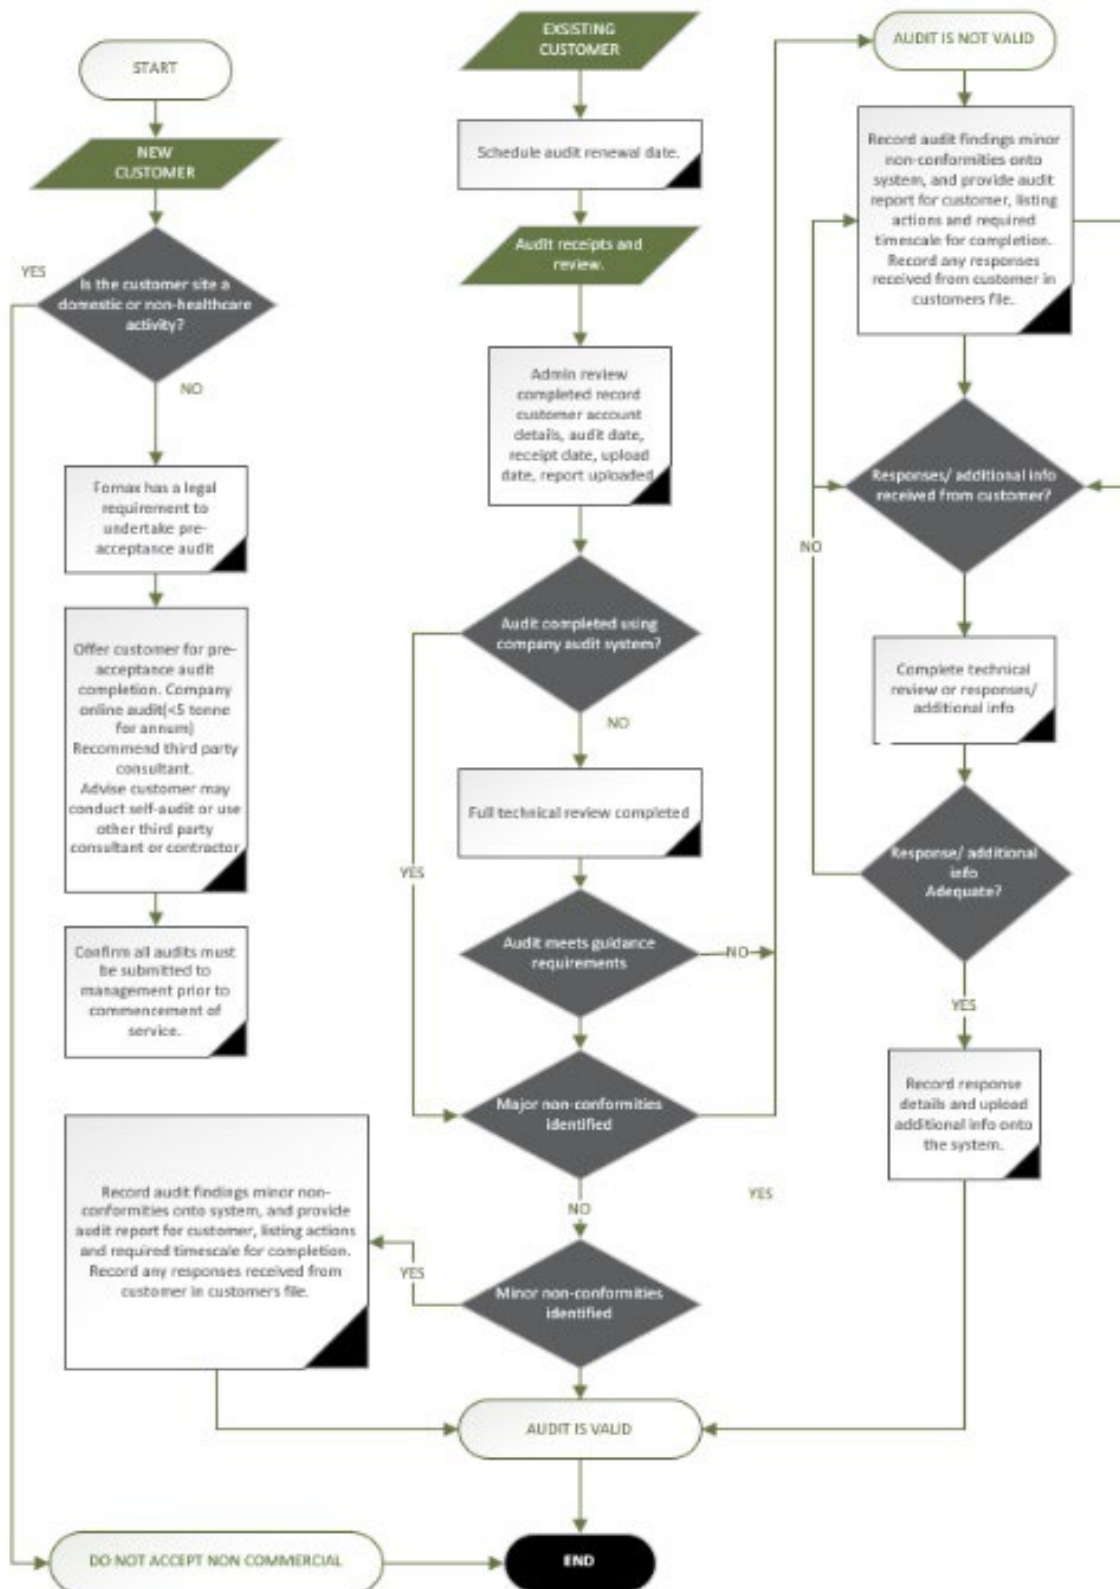 START
NEW
CUSTOMER
YES
Is the customer site a
domestic or non-healthcare
activity?
NO
Fornax has a legal
requirement to
undertake pre-
acceptance audit
Offer customer for pre-
acceptance audit
completion. Company
online audit(<5 tonne
for annum)
Recommend third party
consultant.
Advise customer may
conduct self-audit or use
other third party
consultant or contractor
Confirm all audits must
be submitted to
management prior to
commencement of
service.
EXSISTING
CUSTOMER
Schedule audit renewal date.
Audit receipts and
review.
Admin review
completed record
customer account
details, audit date,
receipt date, upload
date, report uploaded
Audit completed using
company audit system?
NO
YES
Full technical review completed
Audit meets guidance
requirements
NO
Major non-conformities
identified
YES
NO
Minor non-conformities
identified
YES
Record audit findings minor non-
conformities onto system, and provide
audit report for customer, listing actions
and required timescale for completion.
Record any responses received from
customer in customers file.
AUDIT IS NOT VALID
Record audit findings minor
non-conformities onto
system, and provide audit
report for customer, listing
actions and required
timescale for completion.
Record any responses
received from customer in
customers file.
Responses/ additional info
received from customer?
NO
Complete technical
review or responses/
additional info
Response/ additional
info
Adequate?
YES
Record response
details and upload
additional info onto
the system.
AUDIT IS VALID
DO NOT ACCEPT NON COMMERCIAL
END